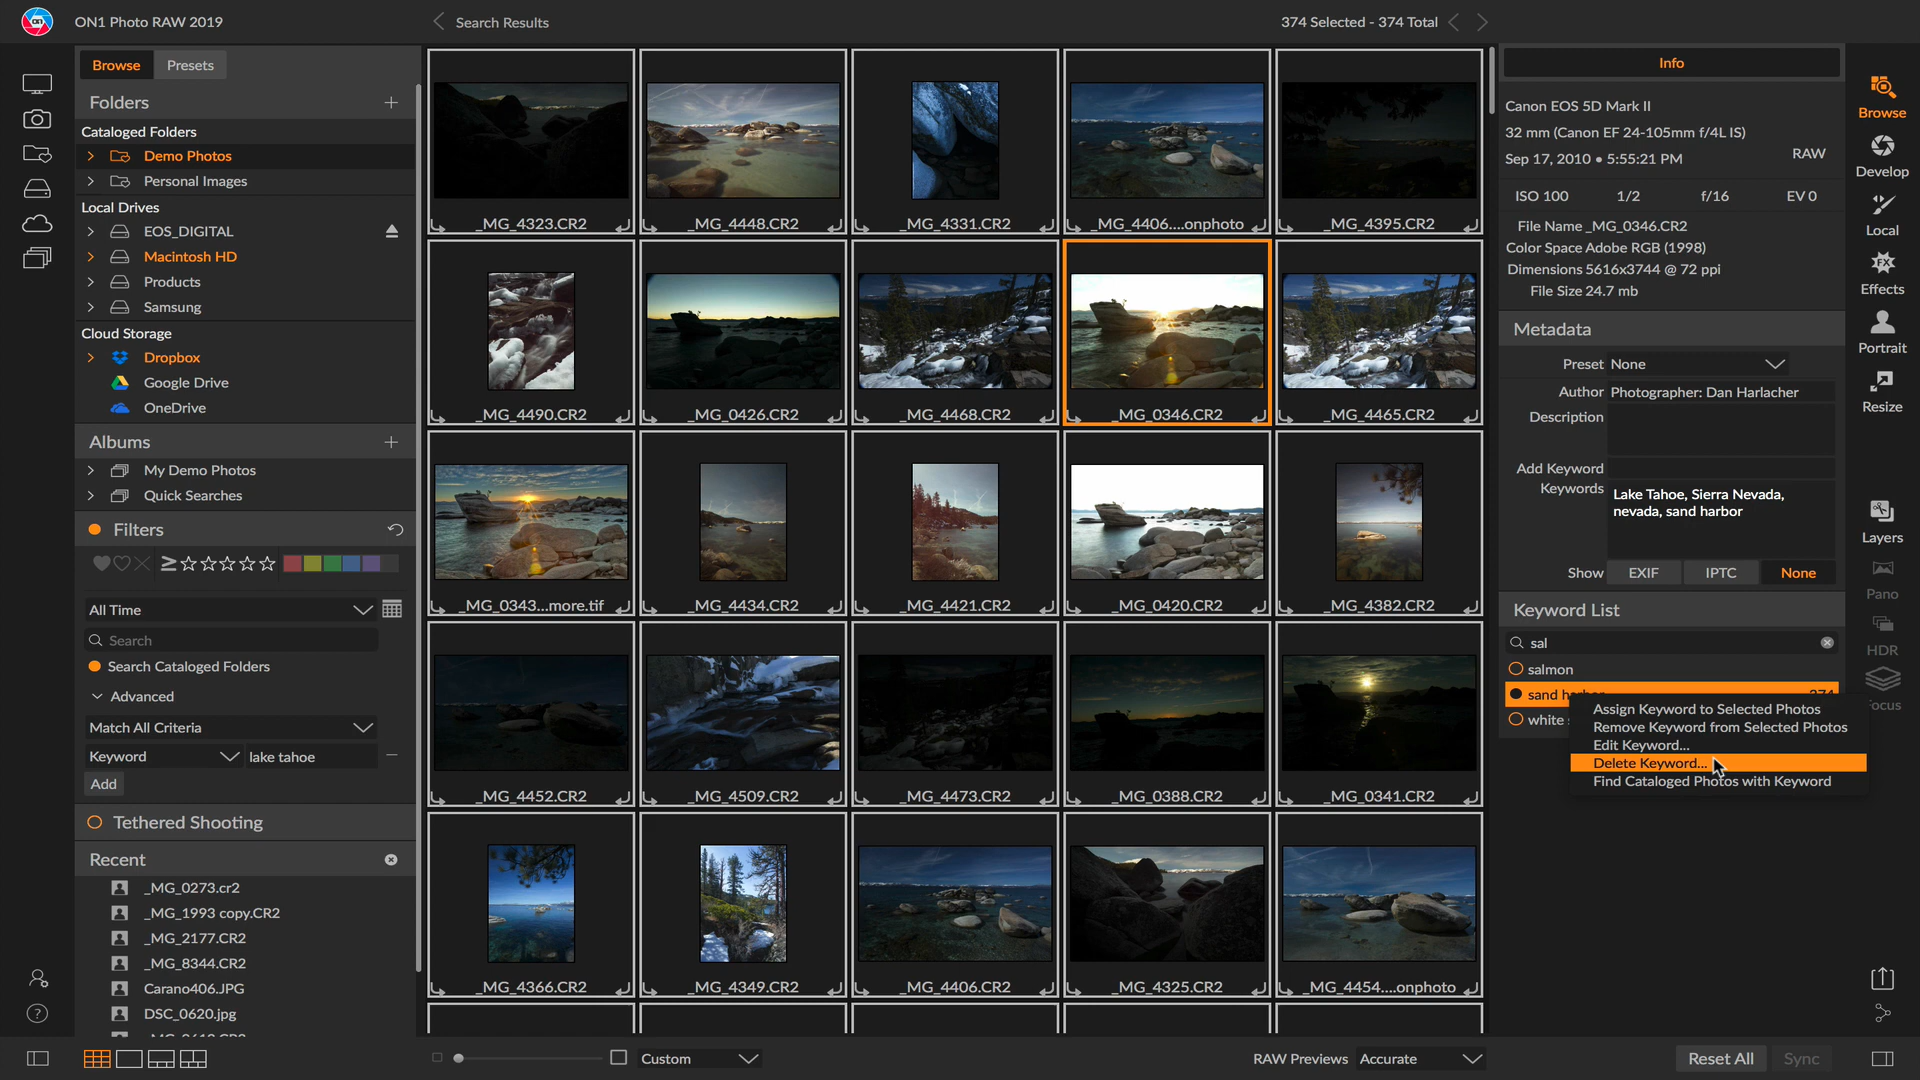 ON1 Photo RAW 2019
Search Results
374 Selected - 374 Total
Browse
Presets
Folders
Cataloged Folders
Demo Photos
Personal Images
Local Drives
EOS_DIGITAL
Macintosh HD
Products
Samsung
Cloud Storage
Dropbox
Google Drive
OneDrive
Albums
My Demo Photos
Quick Searches
Filters
All Time
Search
Search Cataloged Folders
Advanced
Match All Criteria
Keyword
lake tahoe
Add
Tethered Shooting
Recent
_MG_0273.cr2
_MG_1993 copy.CR2
_MG_2177.CR2
_MG_8344.CR2
Carano406.JPG
DSC_0620.jpg
_MG_4323.CR2
_MG_4448.CR2
_MG_4331.CR2
_MG_4406....onphoto
_MG_4395.CR2
_MG_4490.CR2
_MG_0426.CR2
_MG_4468.CR2
_MG_0346.CR2
_MG_4465.CR2
_MG_0343...more.tif
_MG_4434.CR2
_MG_4421.CR2
_MG_0420.CR2
_MG_4382.CR2
_MG_4452.CR2
_MG_4509.CR2
_MG_4473.CR2
_MG_0388.CR2
_MG_0341.CR2
_MG_4366.CR2
_MG_4349.CR2
_MG_4406.CR2
_MG_4325.CR2
_MG_4454....onphoto
Custom
RAW Previews
Accurate
Info
Canon EOS 5D Mark II
32 mm (Canon EF 24-105mm f/4L IS)
Sep 17, 2010 • 5:55:21 PM
RAW
ISO 100
1/2
f/16
EV 0
File Name _MG_0346.CR2
Color Space Adobe RGB (1998)
Dimensions 5616x3744 @ 72 ppi
File Size 24.7 mb
Metadata
Preset None
Author Photographer: Dan Harlacher
Description
Add Keyword
Keywords
Lake Tahoe, Sierra Nevada,
nevada, sand harbor
Show
EXIF
IPTC
None
Keyword List
sal
salmon
sand harbor
374
white
Assign Keyword to Selected Photos
Remove Keyword from Selected Photos
Edit Keyword...
Delete Keyword...
Find Cataloged Photos with Keyword
Browse
Develop
Local
FX
Effects
Portrait
Resize
Layers
Pano
HDR
Focus
Reset All
Sync